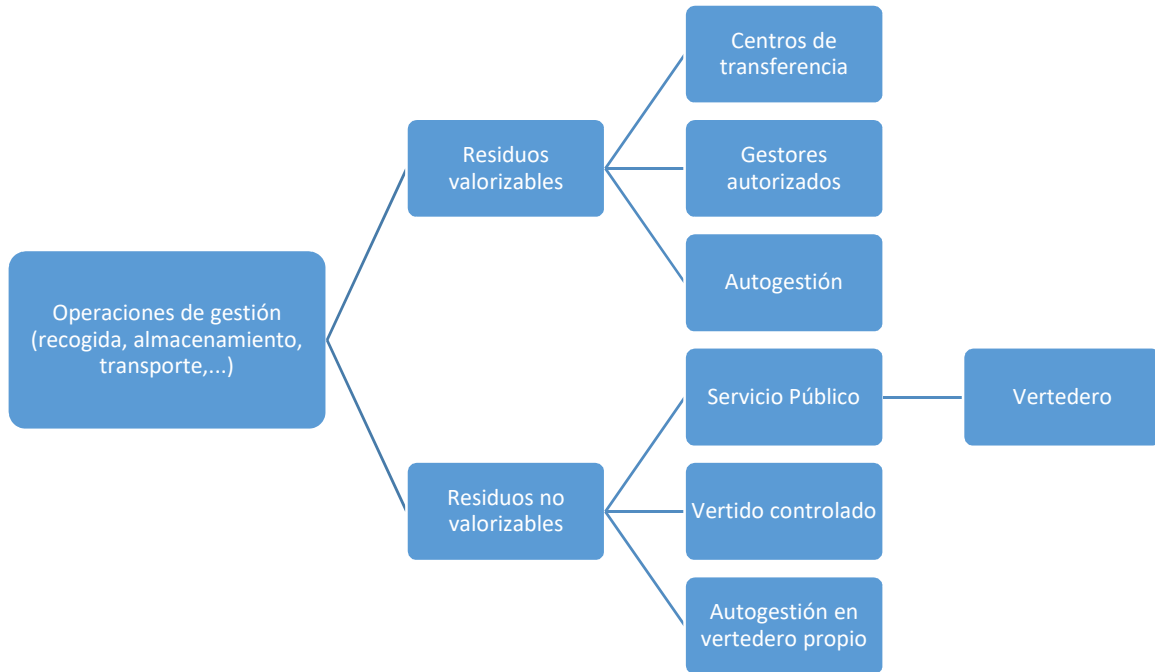 Operaciones de gestión
(recogida, almacenamiento,
transporte,...)
Residuos
valorizables
Centros de
transferencia
Gestores
autorizados
Autogestión
Residuos no
valorizables
Servicio Público
Vertedero
Vertido controlado
Autogestión en
vertedero propio